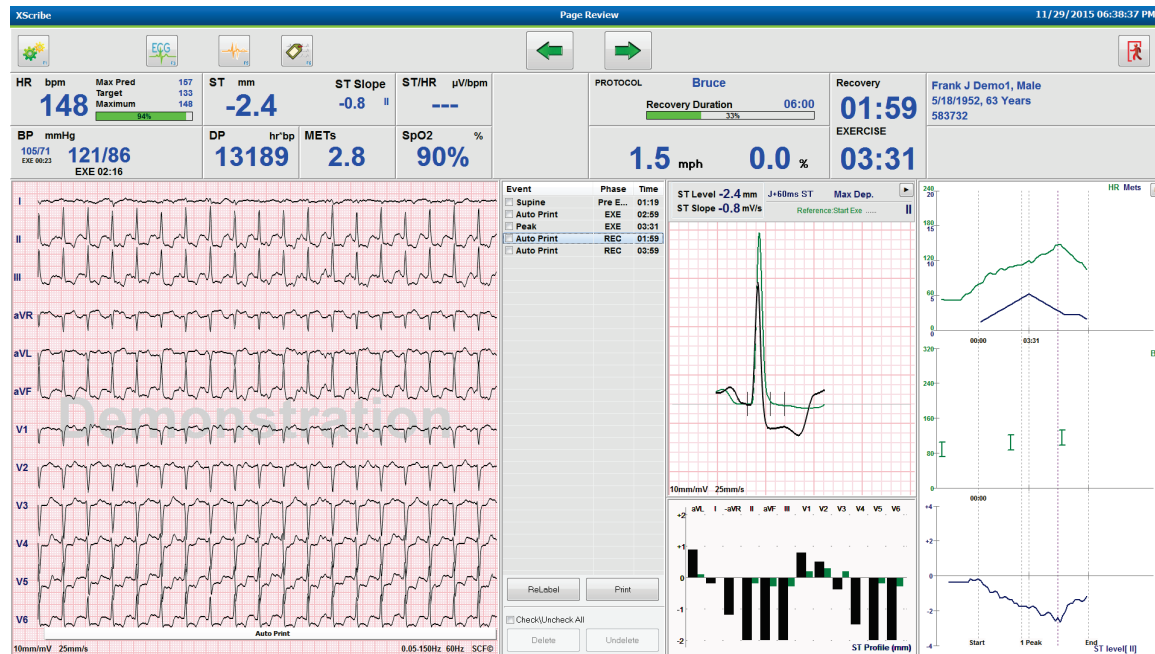 XScribe Page Review 11/29/2015 06:38:37 PM
F1 ECG F2 F3 F5
HR bpm Max Pred 157
Target 133
Maximum 148
148 94%
ST mm ST Slope
-2.4 -0.8 II
ST/HR µV/bpm
---
BP mmHg
105/71
EXE 00:23 121/86
EXE 02:16
DP hr*bp
13189
METs
2.8
SpO2 %
90%
PROTOCOL Bruce
Recovery Duration 06:00
33%
1.5 mph 0.0 %
Recovery
01:59
EXERCISE
03:31
Frank J Demo1, Male
5/18/1952, 63 Years
583732
I
II
III
aVR
aVL
aVF
Demonstration
V1
V2
V3
V4
V5
V6
Auto Print
10mm/mV 25mm/s 0.05-150Hz 60Hz SCF©
Event Phase Time
Supine Pre E... 01:19
Auto Print EXE 02:59
Peak EXE 03:31
Auto Print REC 01:59
Auto Print REC 03:59
ReLabel Print
Check\Uncheck All
Delete Undelete
ST Level -2.4 mm J+60ms ST Max Dep.
ST Slope -0.8 mV/s Reference:Start Exe ..... II
10mm/mV 25mm/s
aVL I -aVR II aVF III V1 V2 V3 V4 V5 V6
+2
+1
0
-1
-2
ST Profile (mm)
HR Mets
240
20
180
15
120
10
60
5
0
0
00:00 03:31
B
320
240
160
80
0
00:00
+4
+2
0
-2
-4
Start 1 Peak End
ST level[ II]